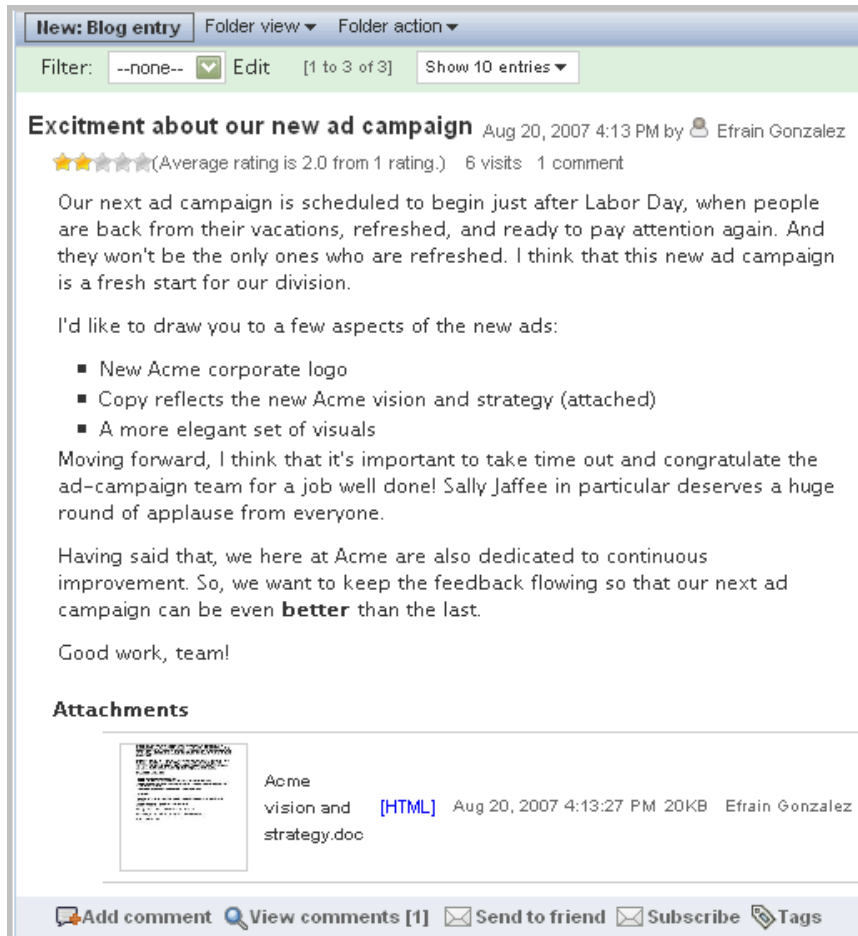 New: Blog entry Folder view Folder action
Filter: --none-- Edit [1 to 3 of 3] Show 10 entries
Excitment about our new ad campaign Aug 20, 2007 4:13 PM by Efrain Gonzalez
(Average rating is 2.0 from 1 rating.) 6 visits 1 comment
Our next ad campaign is scheduled to begin just after Labor Day, when people
are back from their vacations, refreshed, and ready to pay attention again. And
they won't be the only ones who are refreshed. I think that this new ad campaign
is a fresh start for our division.
I'd like to draw you to a few aspects of the new ads:
New Acme corporate logo
Copy reflects the new Acme vision and strategy (attached)
A more elegant set of visuals
Moving forward, I think that it's important to take time out and congratulate the
ad-campaign team for a job well done! Sally Jaffee in particular deserves a huge
round of applause from everyone.
Having said that, we here at Acme are also dedicated to continuous
improvement. So, we want to keep the feedback flowing so that our next ad
campaign can be even better than the last.
Good work, team!
Attachments
Acme
vision and [HTML] Aug 20, 2007 4:13:27 PM 20KB Efrain Gonzalez
strategy.doc
Add comment View comments [1] Send to friend Subscribe Tags